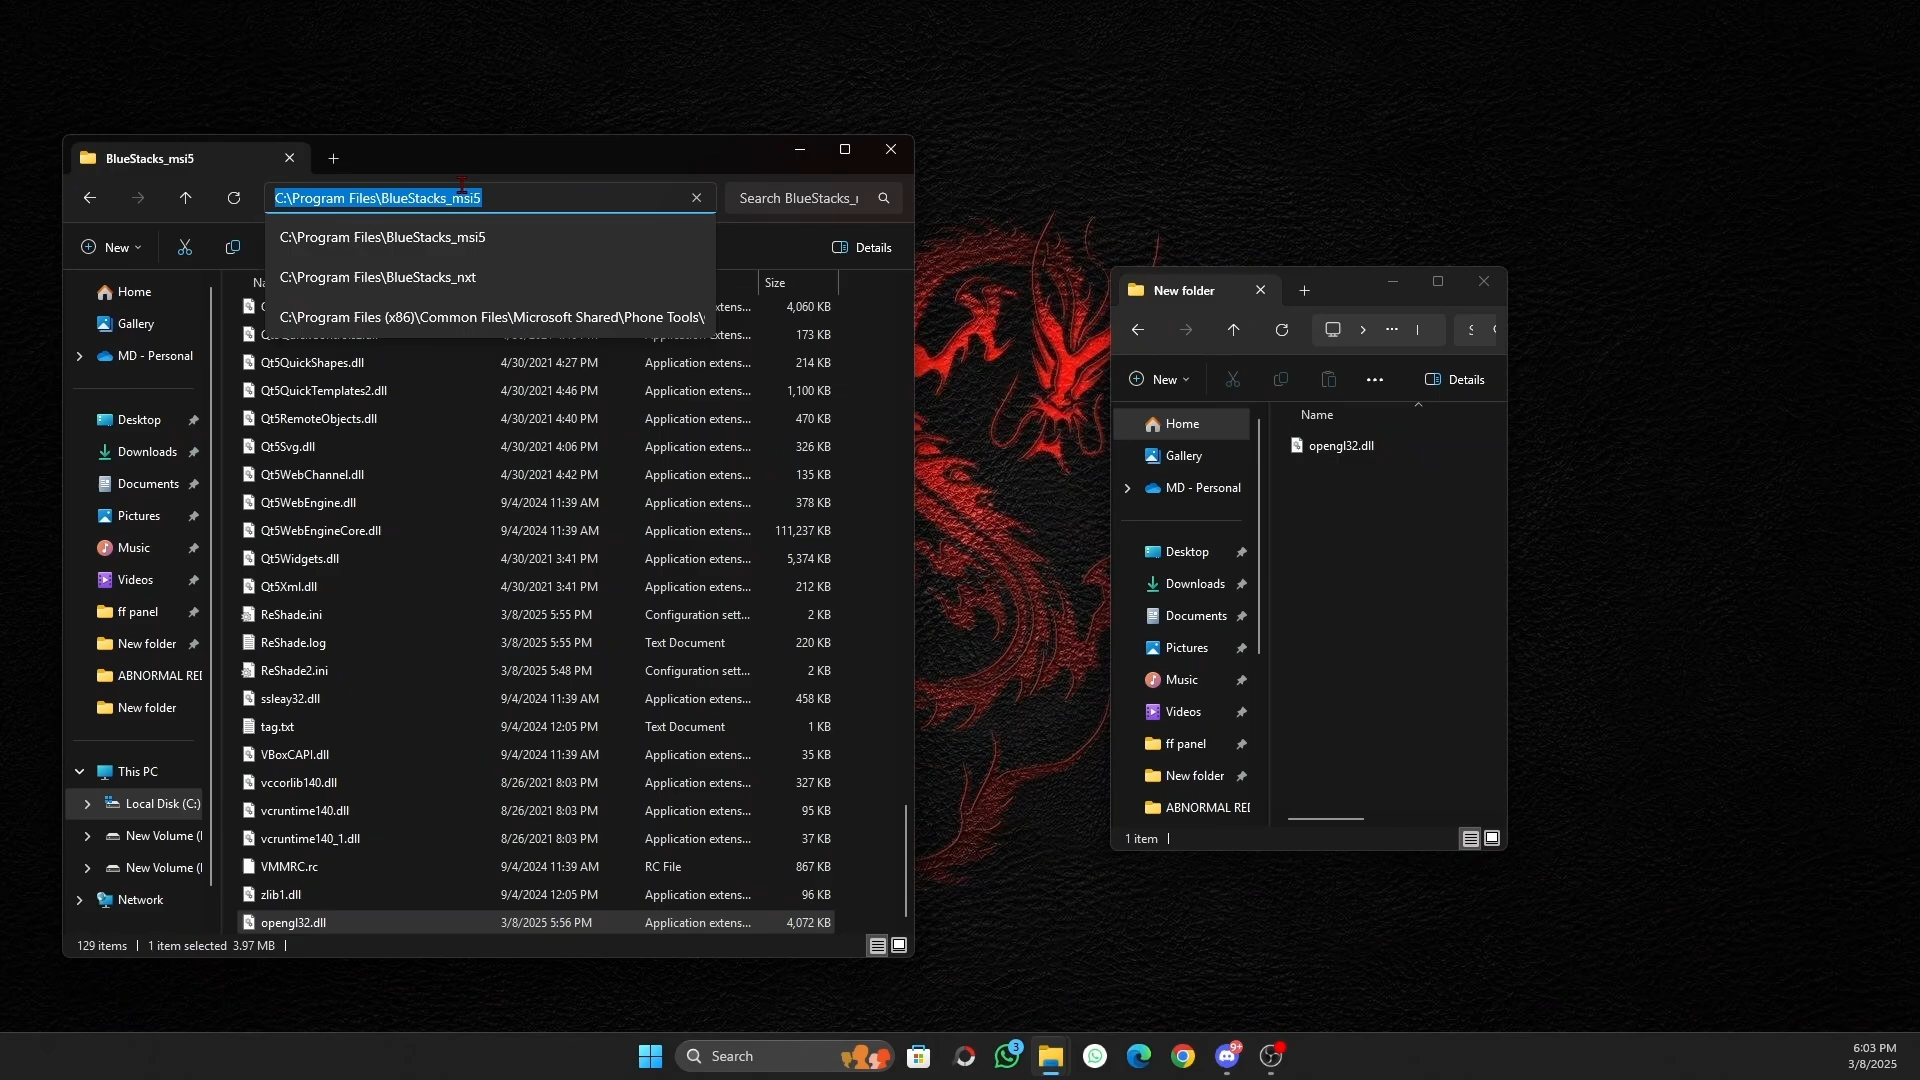 BlueStacks_msi5
C:\Program Files\BlueStacks_msi5
Search BlueStacks_r
New
Details
C:\Program Files\BlueStacks_msi5
C:\Program Files\BlueStacks_nxt
C:\Program Files (x86)\Common Files\Microsoft Shared\Phone Tools\
Size
Home
Gallery
MD - Personal
Desktop
Downloads
Documents
Pictures
Music
Videos
ff panel
New folder
ABNORMAL REI
New folder
This PC
Local Disk (C:)
New Volume (
New Volume (
Network
4,060 KB
173 KB
Qt5QuickShapes.dll 4/30/2021 4:27 PM Application extens... 214 KB
Qt5QuickTemplates2.dll 4/30/2021 4:46 PM Application extens... 1,100 KB
Qt5RemoteObjects.dll 4/30/2021 4:40 PM Application extens... 470 KB
Qt5Svg.dll 4/30/2021 4:06 PM Application extens... 326 KB
Qt5WebChannel.dll 4/30/2021 4:42 PM Application extens... 135 KB
Qt5WebEngine.dll 9/4/2024 11:39 AM Application extens... 378 KB
Qt5WebEngineCore.dll 9/4/2024 11:39 AM Application extens... 111,237 KB
Qt5Widgets.dll 4/30/2021 3:41 PM Application extens... 5,374 KB
Qt5Xml.dll 4/30/2021 3:41 PM Application extens... 212 KB
ReShade.ini 3/8/2025 5:55 PM Configuration sett... 2 KB
ReShade.log 3/8/2025 5:55 PM Text Document 220 KB
ReShade2.ini 3/8/2025 5:48 PM Configuration sett... 2 KB
ssleay32.dll 9/4/2024 11:39 AM Application extens... 458 KB
tag.txt 9/4/2024 12:05 PM Text Document 1 KB
VBoxCAPI.dll 9/4/2024 11:39 AM Application extens... 35 KB
vccorlib140.dll 8/26/2021 8:03 PM Application extens... 327 KB
vcruntime140.dll 8/26/2021 8:03 PM Application extens... 95 KB
vcruntime140_1.dll 8/26/2021 8:03 PM Application extens... 37 KB
VMMRC.rc 9/4/2024 11:39 AM RC File 867 KB
zlib1.dll 9/4/2024 12:05 PM Application extens... 96 KB
opengl32.dll 3/8/2025 5:56 PM Application extens... 4,072 KB
129 items 1 item selected 3.97 MB
New folder
New
Details
Name
opengl32.dll
Home
Gallery
MD - Personal
Desktop
Downloads
Documents
Pictures
Music
Videos
ff panel
New folder
ABNORMAL REI
1 item
Search
3
9+
6:03 PM
3/8/2025